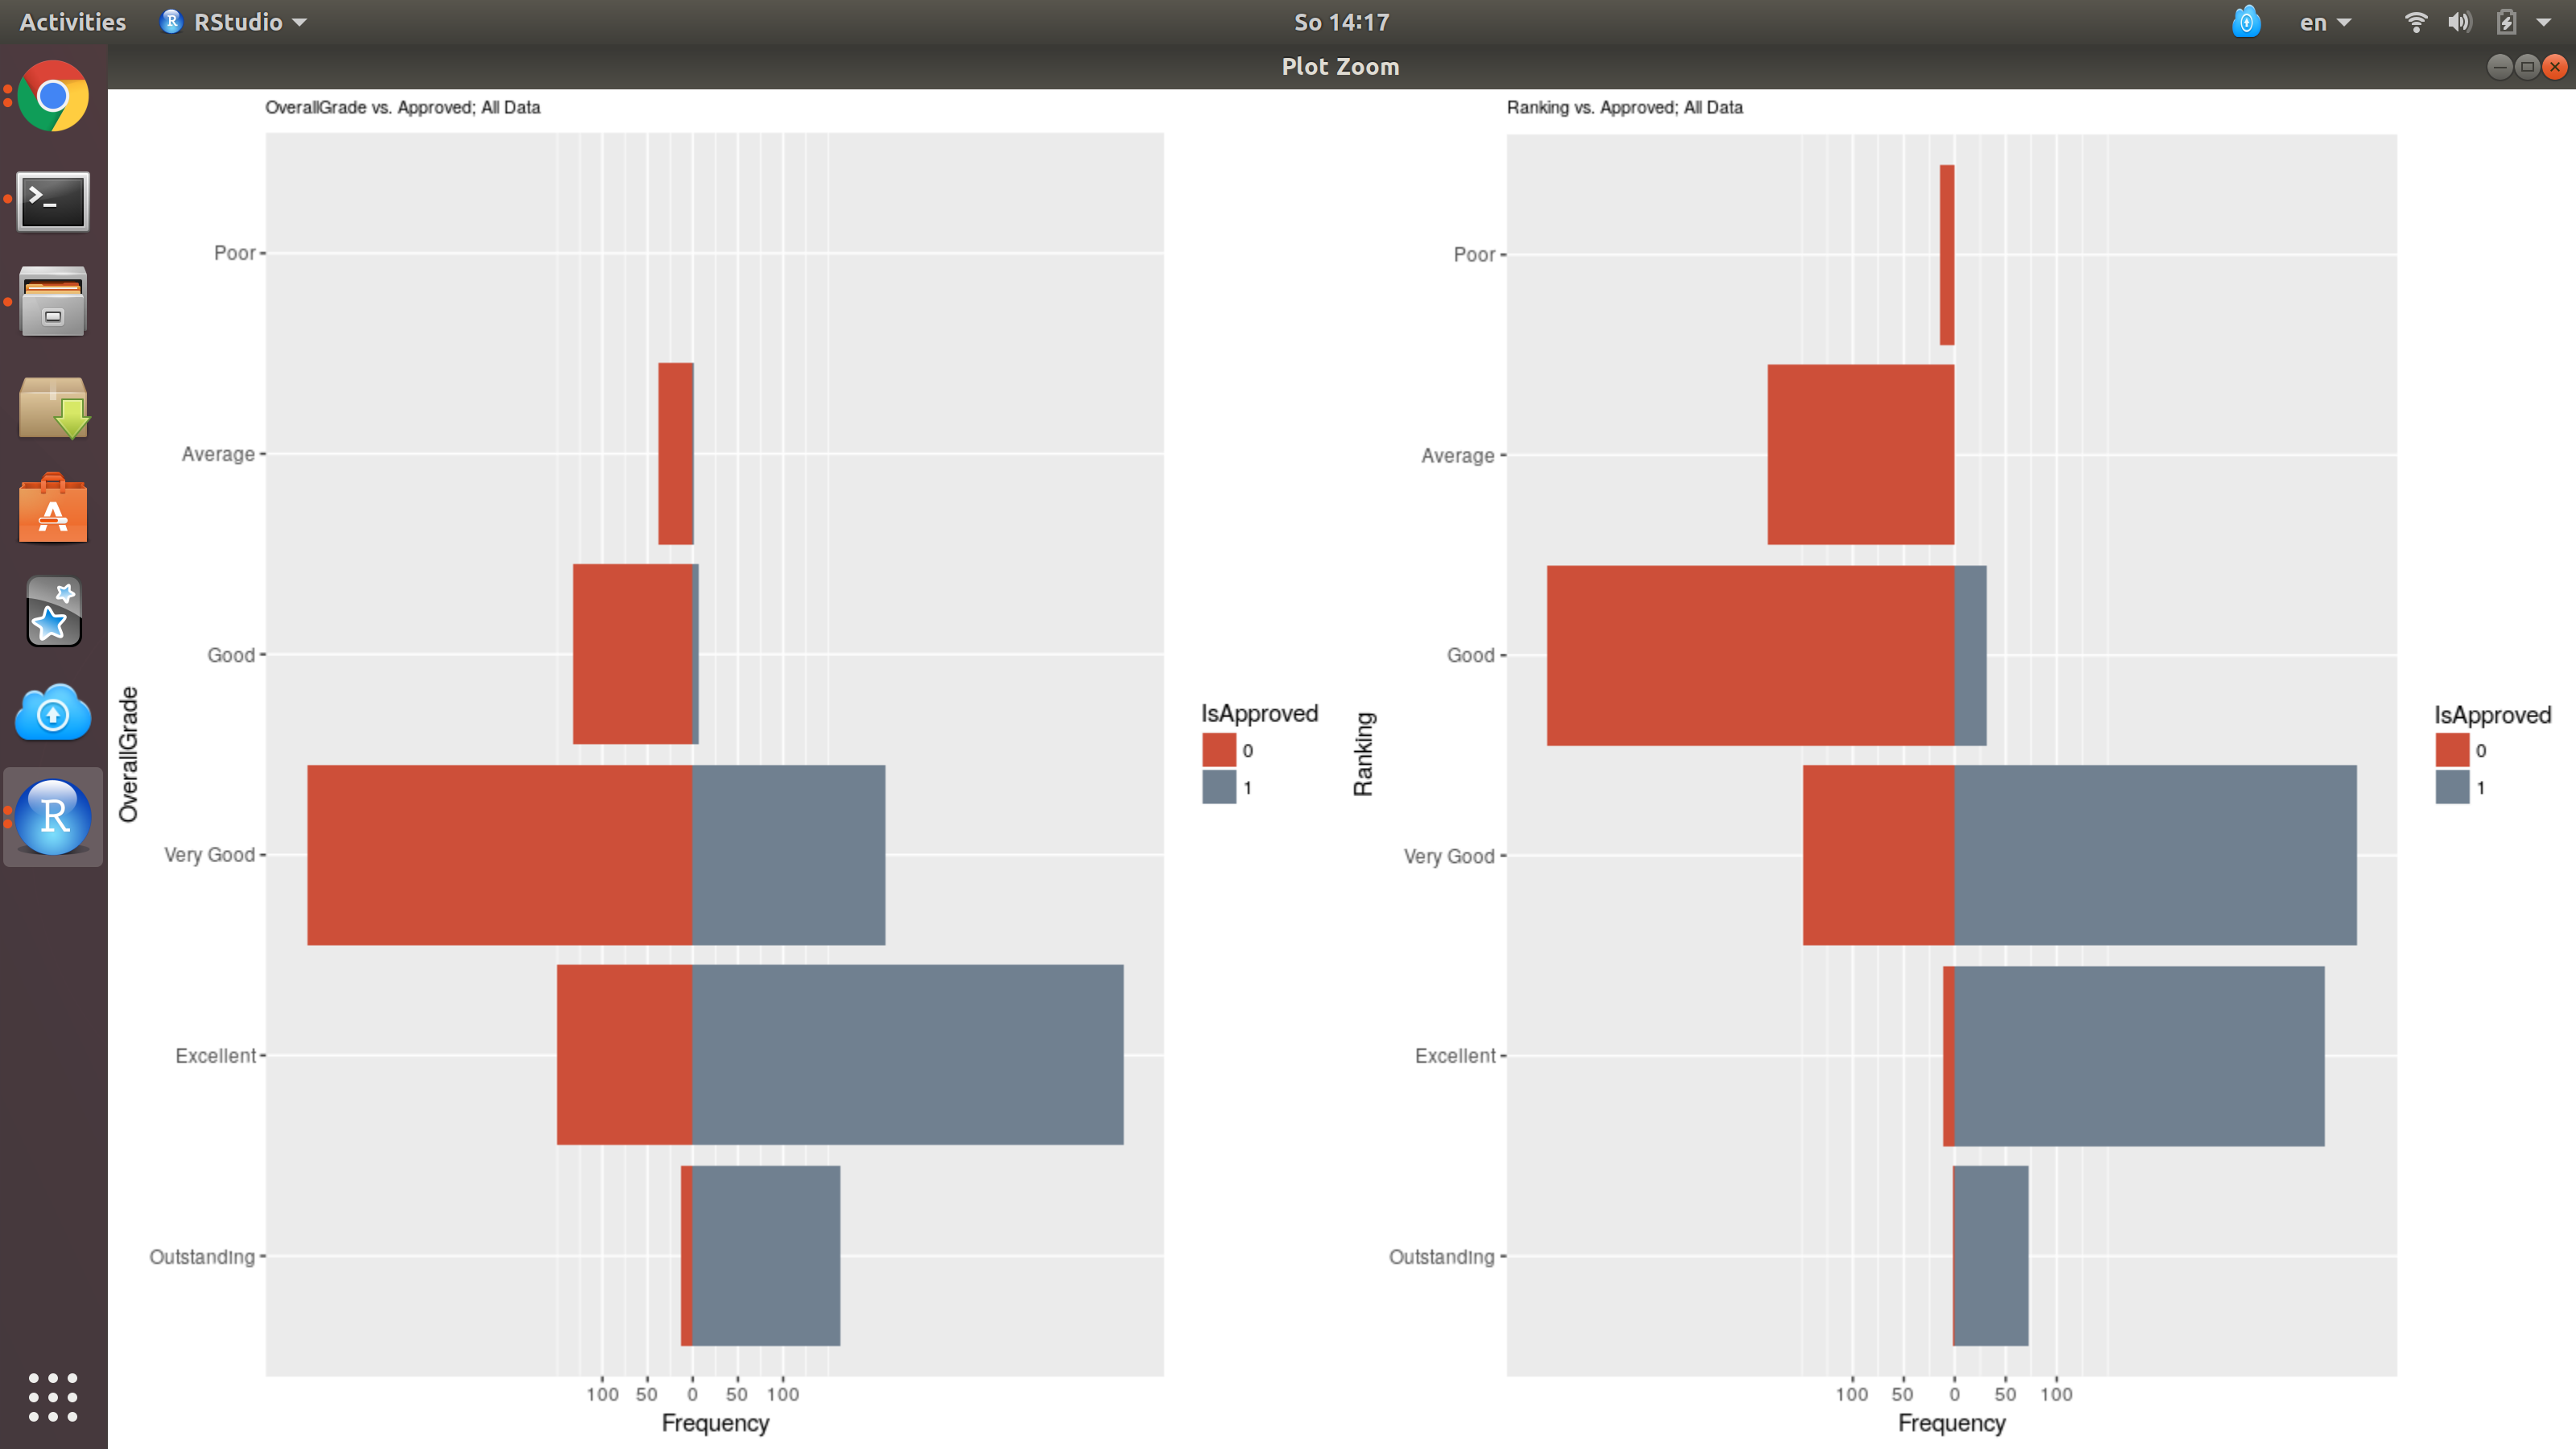 Activities
RStudio
So 14:17
en
Plot Zoom
OverallGrade vs. Approved; All Data
OverallGrade
Poor
Average
Good
Very Good
Excellent
Outstanding
100 50 0 50 100
Frequency
IsApproved
0
1
Ranking vs. Approved; All Data
Ranking
Poor
Average
Good
Very Good
Excellent
Outstanding
100 50 0 50 100
Frequency
IsApproved
0
1